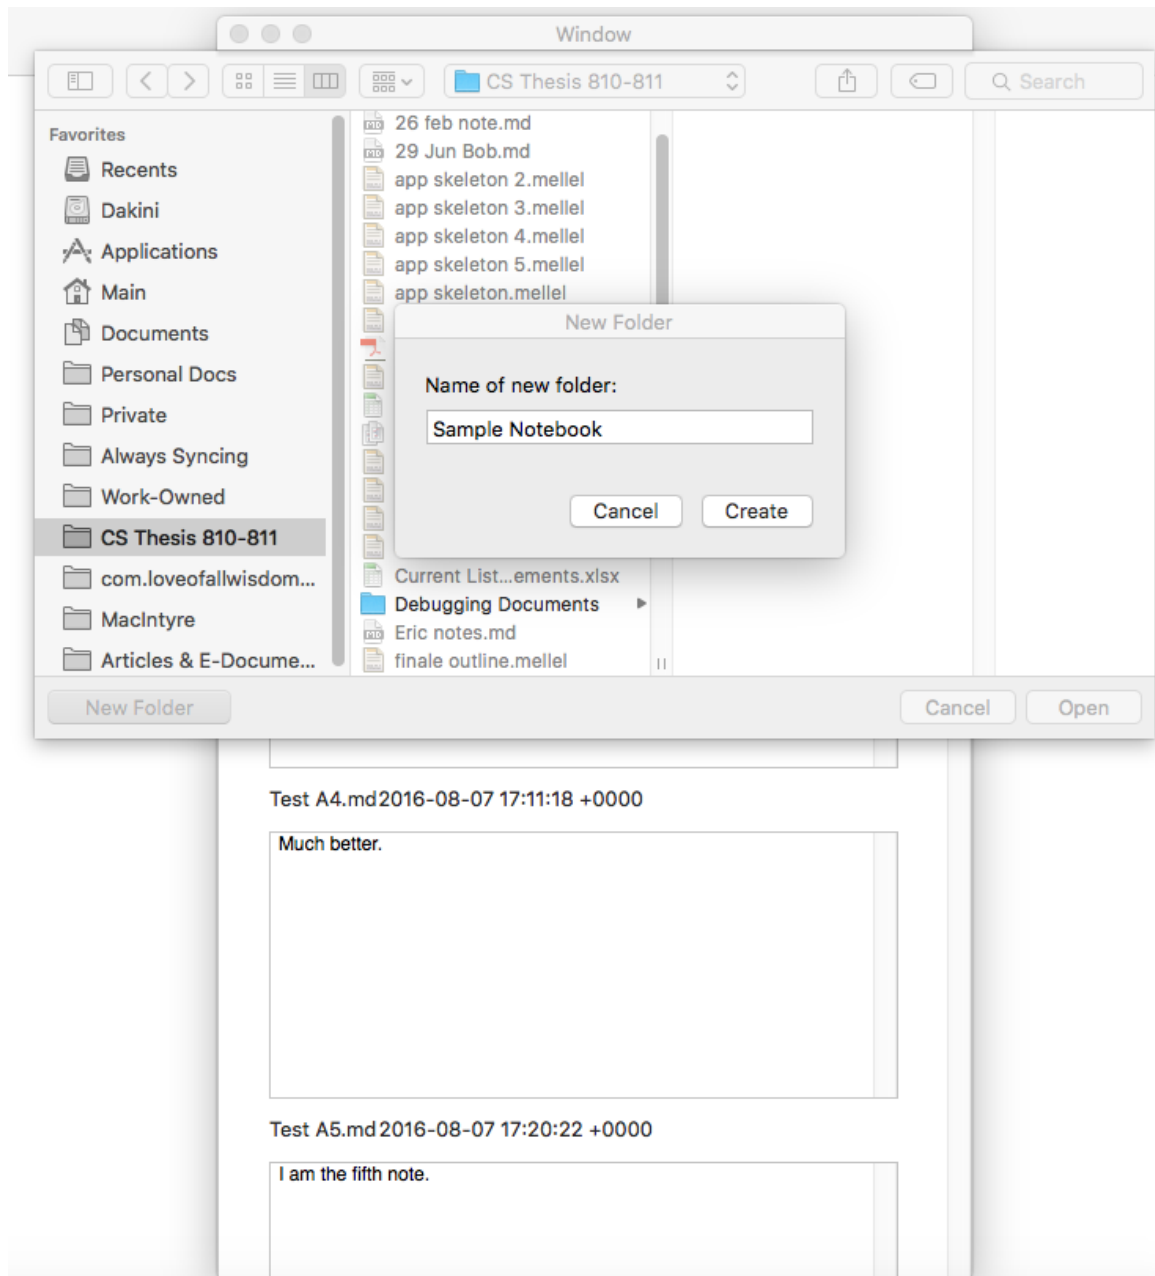 Window
CS Thesis 810-811
Search
Favorites
Recents
Dakini
Applications
Main
Documents
Personal Docs
Private
Always Syncing
Work-Owned
CS Thesis 810-811
com.loveofallwisdom...
MacIntyre
Articles & E-Docume...
26 feb note.md
29 Jun Bob.md
app skeleton 2.mellel
app skeleton 3.mellel
app skeleton 4.mellel
app skeleton 5.mellel
app skeleton.mellel
New Folder
Name of new folder:
Sample Notebook
Cancel
Create
Current List...ements.xlsx
Debugging Documents
Eric notes.md
finale outline.mellel
New Folder
Cancel
Open
Test A4.md 2016-08-07 17:11:18 +0000
Much better.
Test A5.md 2016-08-07 17:20:22 +0000
I am the fifth note.